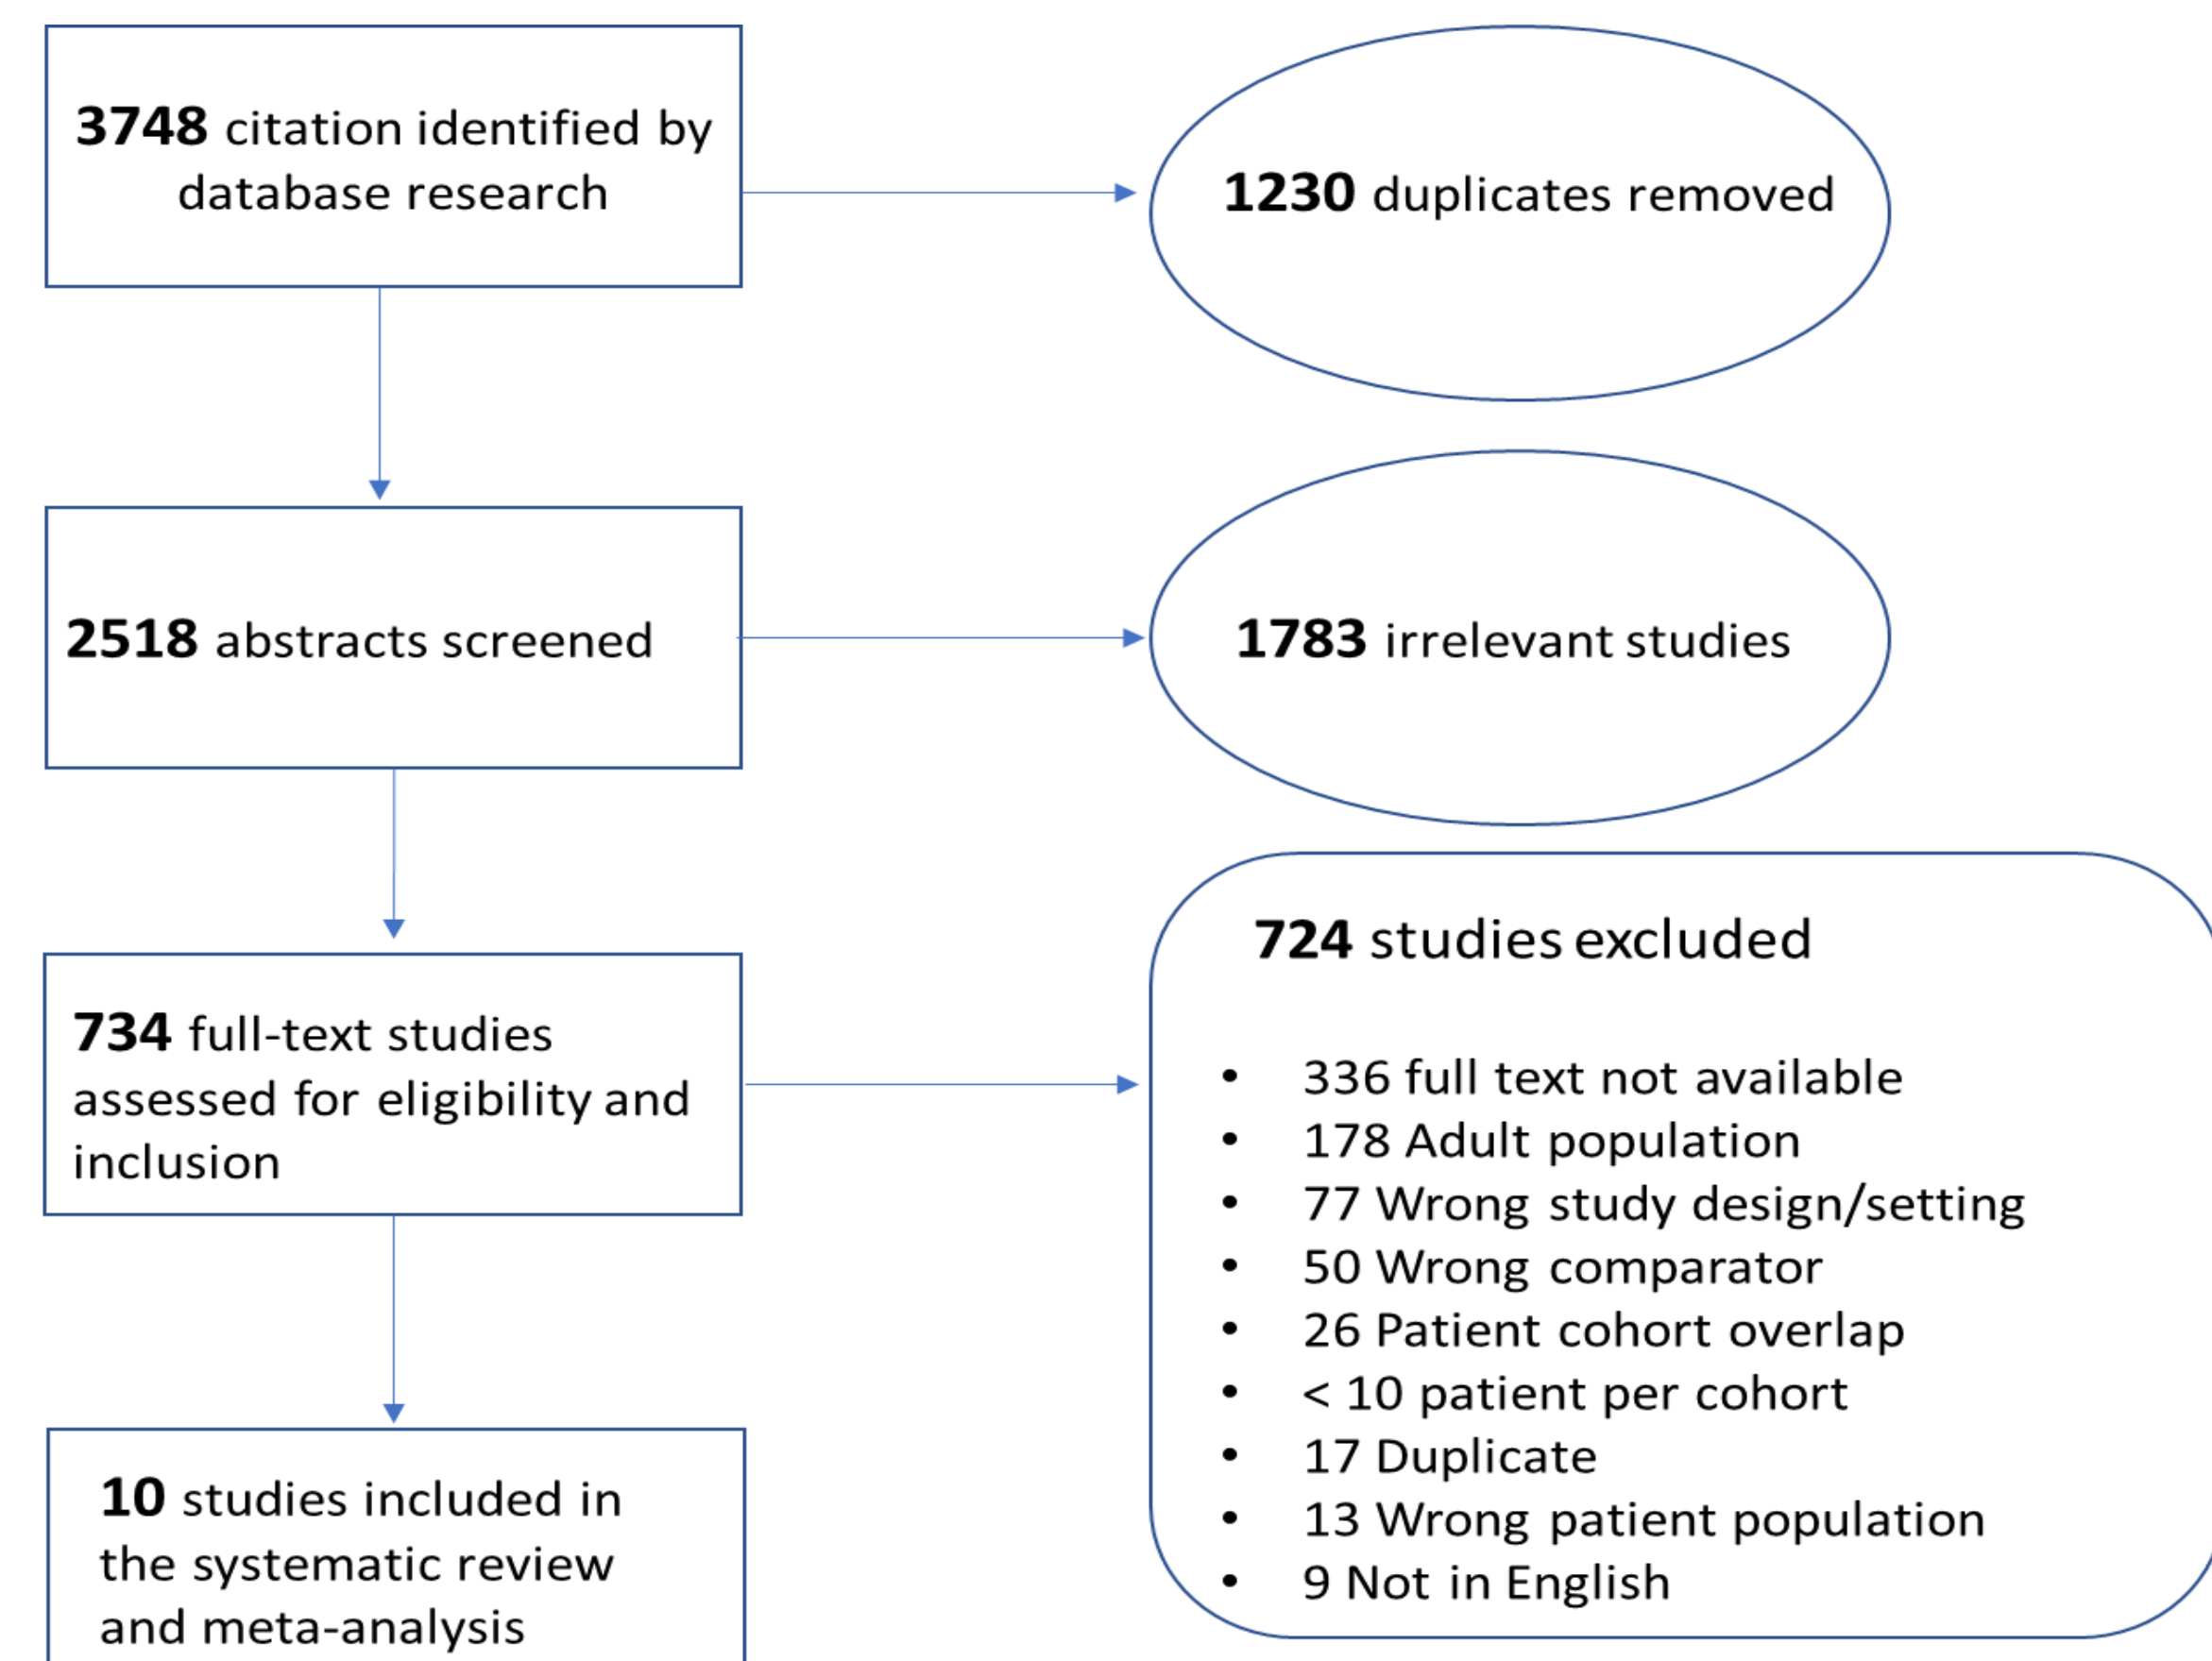 3748 citation identified by
database research
1230 duplicates removed
2518 abstracts screened
1783 irrelevant studies
734 full-text studies
assessed for eligibility and
inclusion
724 studies excluded
• 336 full text not available
• 178 Adult population
• 77 Wrong study design/setting
• 50 Wrong comparator
• 26 Patient cohort overlap
• < 10 patient per cohort
• 17 Duplicate
• 13 Wrong patient population
• 9 Not in English
10 studies included in
the systematic review
and meta-analysis